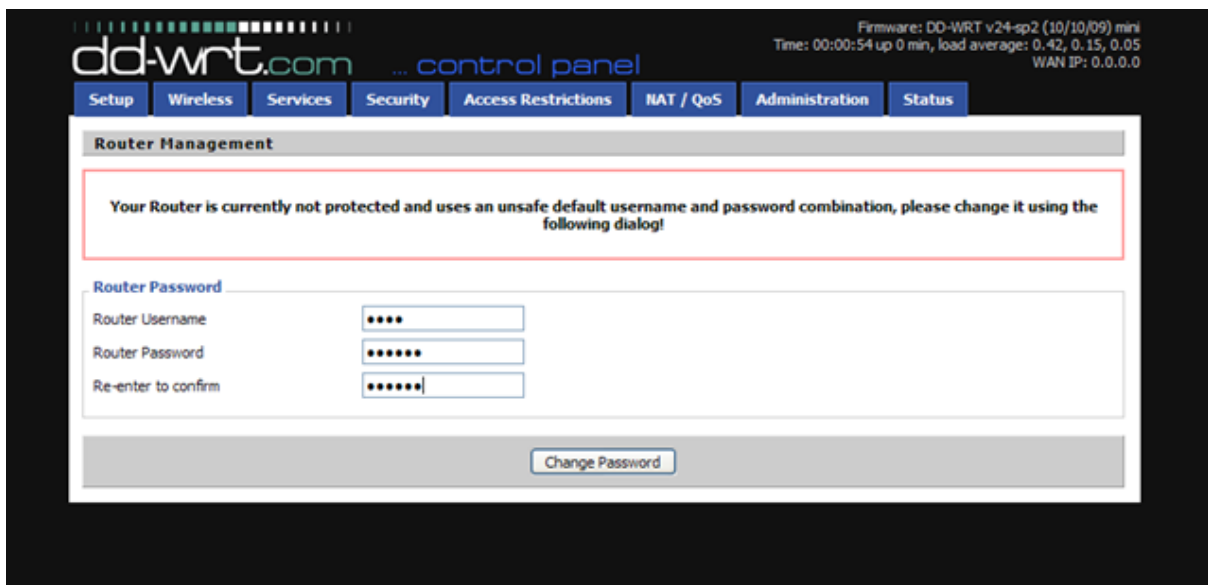 Firmware: DD-WRT v24-sp2 (10/10/09) mini
Time: 00:00:54 up 0 min, load average: 0.42, 0.15, 0.05
WAN IP: 0.0.0.0
dd-wrt.com ... control panel
Setup Wireless Services Security Access Restrictions NAT / QoS Administration Status
Router Management
Your Router is currently not protected and uses an unsafe default username and password combination, please change it using the
following dialog!
Router Password
Router Username ••••
Router Password ••••••
Re-enter to confirm ••••••
Change Password